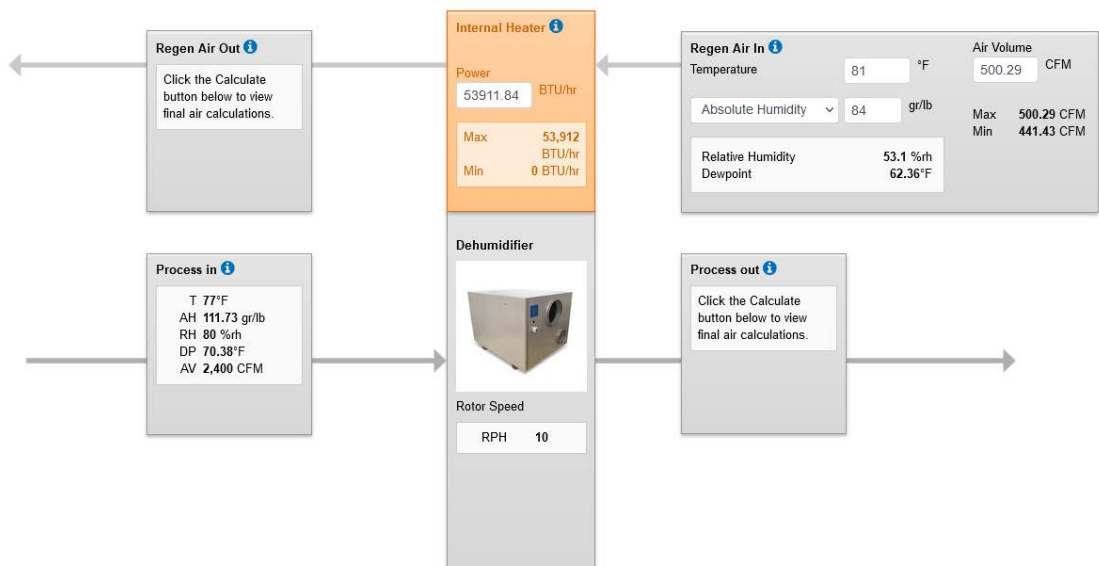 Regen Air Out
Click the Calculate
button below to view
final air calculations.
Internal Heater
Power
53911.84 BTU/hr
Max 53,912
BTU/hr
Min 0 BTU/hr
Regen Air In
Temperature 81 °F
Absolute Humidity 84 gr/lb
Relative Humidity 53.1 %rh
Dewpoint 62.36°F
Air Volume
500.29 CFM
Max 500.29 CFM
Min 441.43 CFM
Process in
T 77°F
AH 111.73 gr/lb
RH 80 %rh
DP 70.38°F
AV 2,400 CFM
Dehumidifier
Rotor Speed
RPH 10
Process out
Click the Calculate
button below to view
final air calculations.